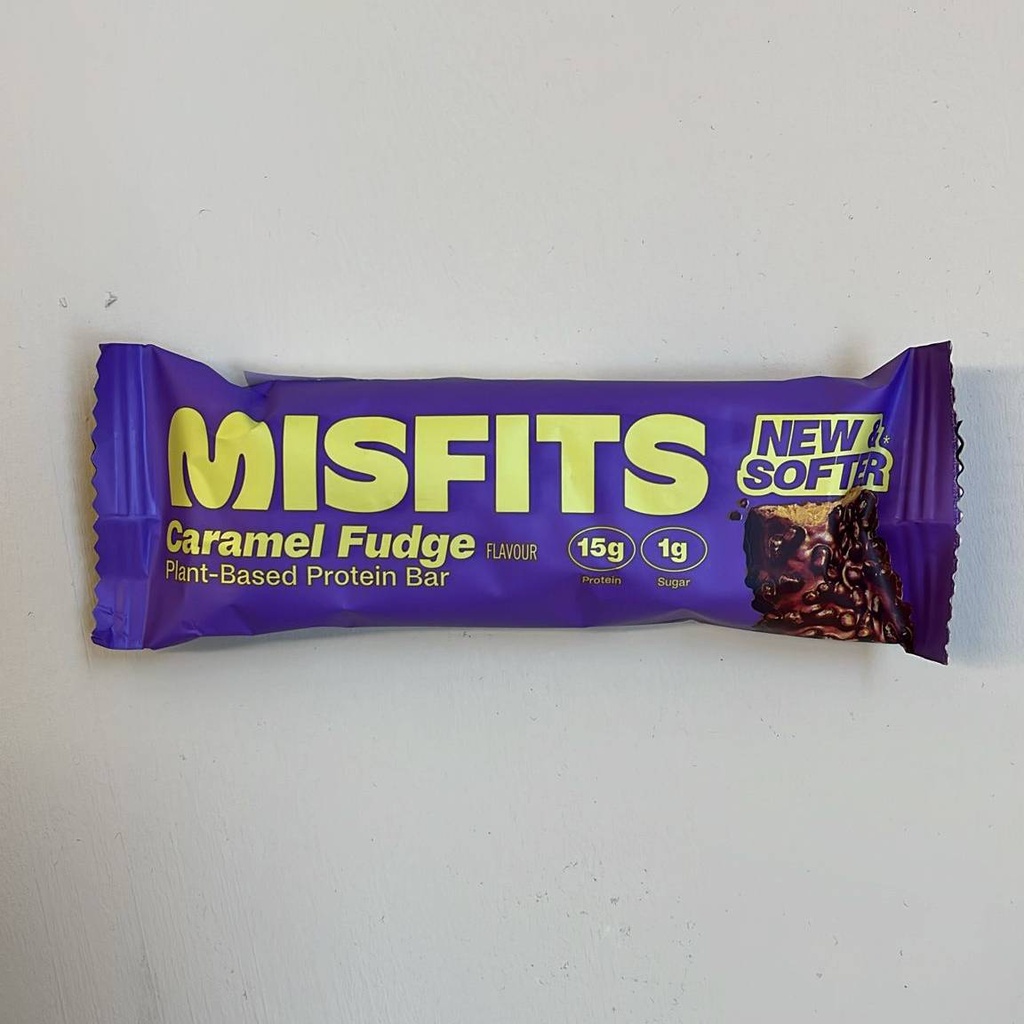 MISFITS
NEW &*
SOFTER
Caramel Fudge FLAVOUR
Plant-Based Protein Bar
15g
Protein
1g
Sugar